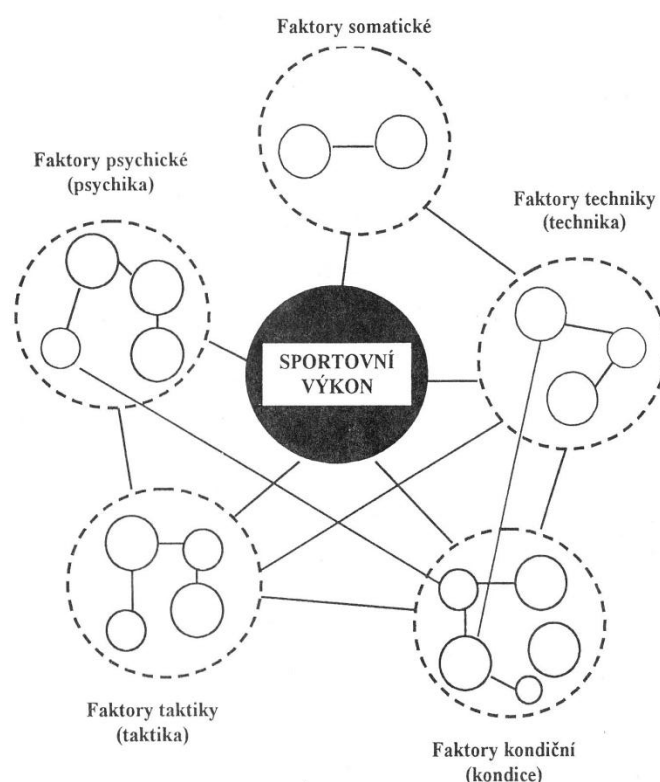 Faktory somatické
Faktory psychické
(psychika)
Faktory techniky
(technika)
SPORTOVNÍ
VÝKON
Faktory taktiky
(taktika)
Faktory kondiční
(kondice)